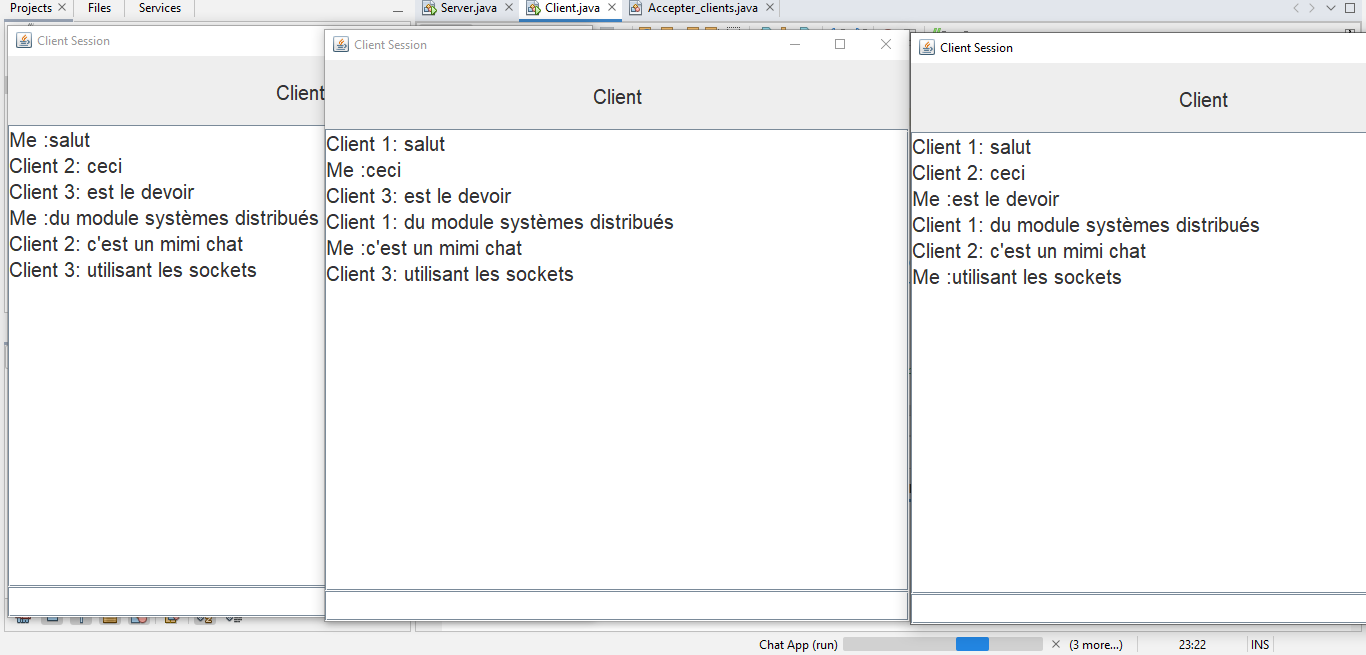 Projects Files Services
Server.java Client.java Accepter_clients.java
Client Session
Client
Me :salut
Client 2: ceci
Client 3: est le devoir
Me :du module systèmes distribués
Client 2: c'est un mimi chat
Client 3: utilisant les sockets
Client Session
Client
Client 1: salut
Me :ceci
Client 3: est le devoir
Client 1: du module systèmes distribués
Me :c'est un mimi chat
Client 3: utilisant les sockets
Client Session
Client
Client 1: salut
Client 2: ceci
Me :est le devoir
Client 1: du module systèmes distribués
Client 2: c'est un mimi chat
Me :utilisant les sockets
Chat App (run) (3 more...) 23:22 INS